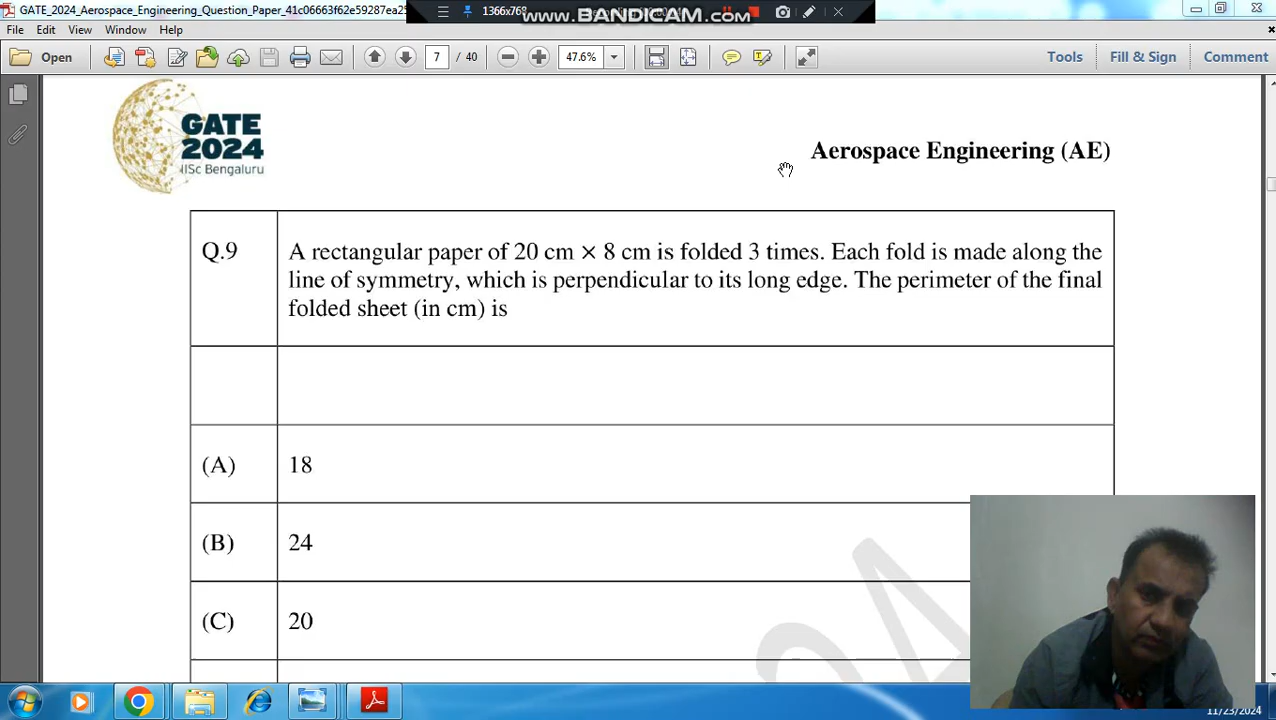 GATE_2024_Aerospace_Engineering_Question_Paper_41c06663f62e59287ea25
1366x768
www.BANDICAM.com
File Edit View Window Help
Open 7 / 40 47.6% Tools Fill & Sign Comment
GATE
2024
IISc Bengaluru
Aerospace Engineering (AE)
Q.9 A rectangular paper of 20 cm × 8 cm is folded 3 times. Each fold is made along the
line of symmetry, which is perpendicular to its long edge. The perimeter of the final
folded sheet (in cm) is
(A) 18
(B) 24
(C) 20
11/23/2024